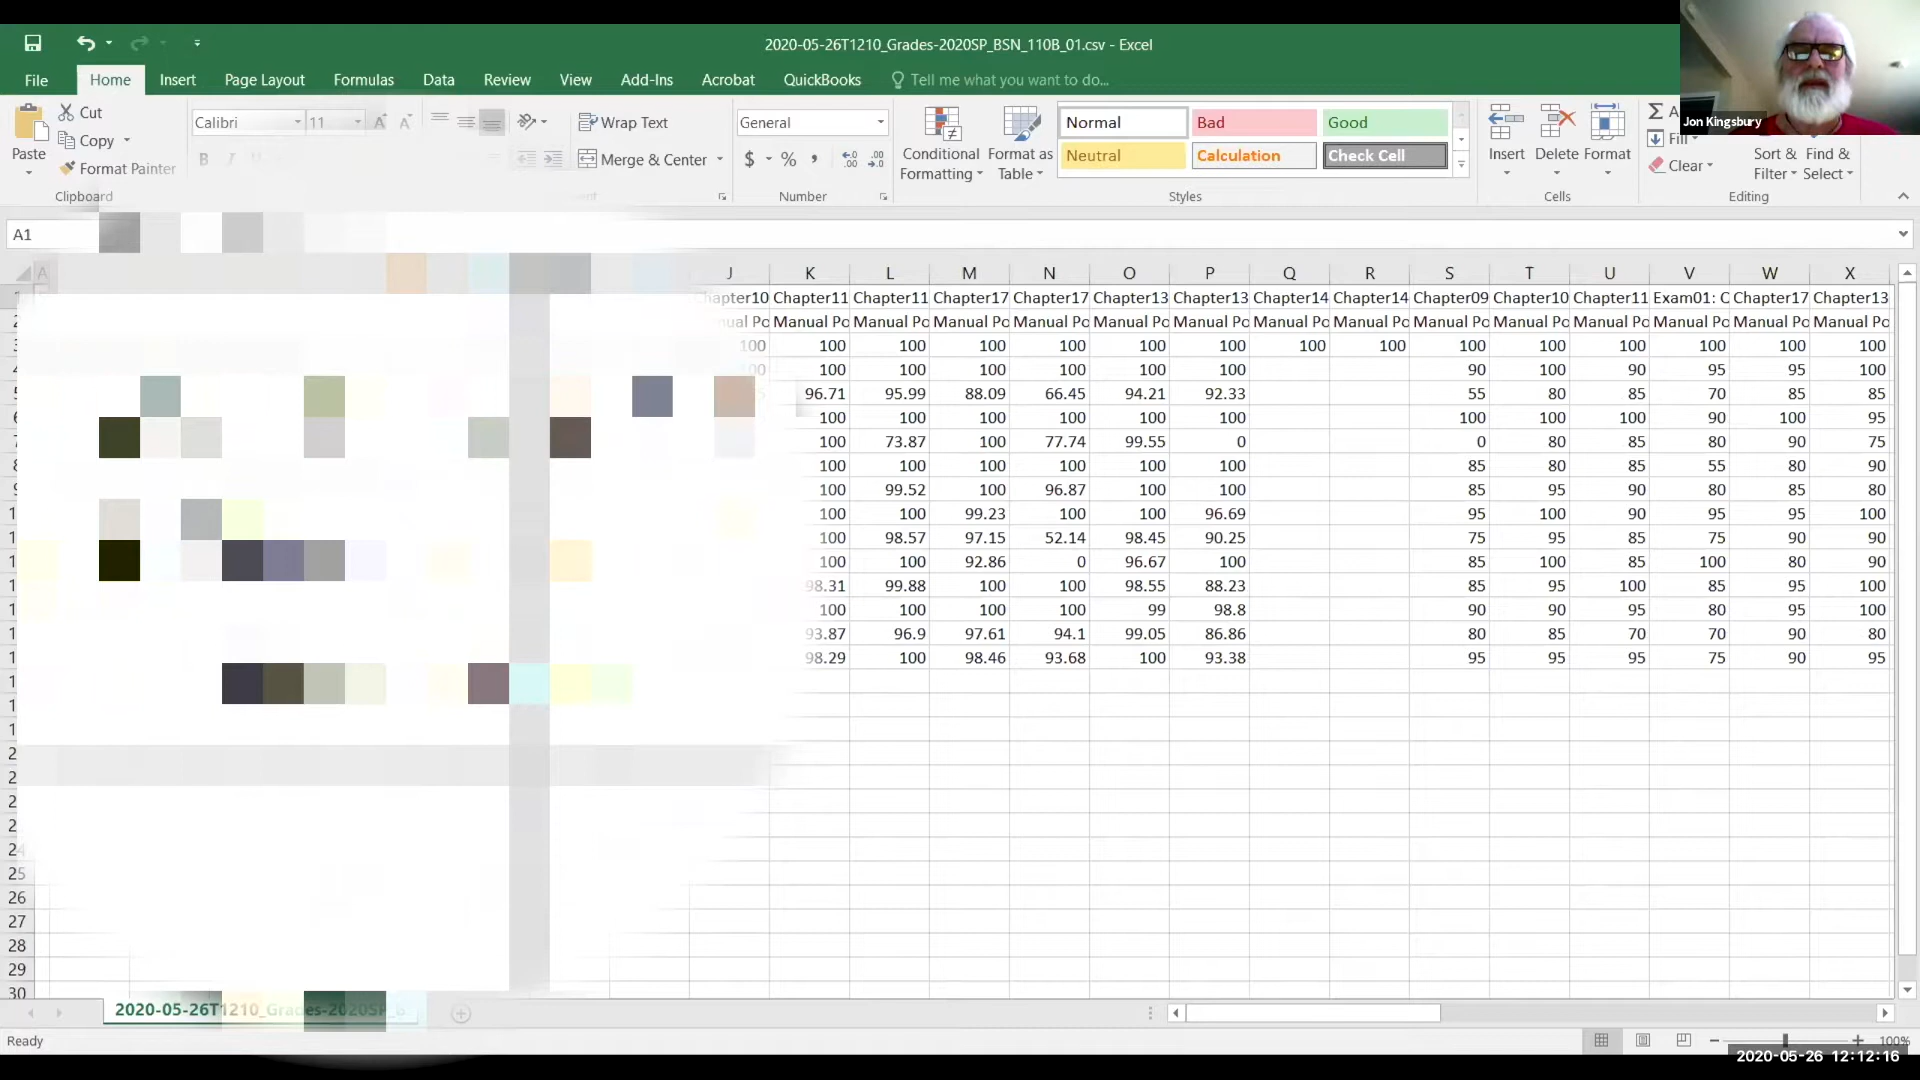 2020-05-26T1210_Grades-2020SP_BSN_110B_01.csv - Excel
Jon Kingsbury
File Home Insert Page Layout Formulas Data Review View Add-Ins Acrobat QuickBooks Tell me what you want to do...
Cut
Copy
Format Painter
Paste
Clipboard
Calibri 11
B I
Wrap Text
Merge & Center
General
$ % ,
Number
Conditional Formatting
Format as Table
Normal Bad Good
Neutral Calculation Check Cell
Styles
Insert Delete Format
Cells
Fill
Clear
Sort & Filter
Find & Select
Editing
A1
A J K L M N O P Q R S T U V W X
Chapter10 Chapter11 Chapter11 Chapter17 Chapter17 Chapter13 Chapter13 Chapter14 Chapter14 Chapter09 Chapter10 Chapter11 Exam01: C Chapter17 Chapter13
Manual Po Manual Po Manual Po Manual Po Manual Po Manual Po Manual Po Manual Po Manual Po Manual Po Manual Po Manual Po Manual Po Manual Po
100 100 100 100 100 100 100 100 100 100 100 100 100 100 100
100 100 100 100 100 100 100 90 100 90 95 95 100
96.71 95.99 88.09 66.45 94.21 92.33 55 80 85 70 85 85
100 100 100 100 100 100 100 100 100 90 100 95
100 73.87 100 77.74 99.55 0 0 80 85 80 90 75
100 100 100 100 100 100 85 80 85 55 80 90
100 99.52 100 96.87 100 100 85 95 90 80 85 80
100 100 99.23 100 100 96.69 95 100 90 95 95 100
100 98.57 97.15 52.14 98.45 90.25 75 95 85 75 90 90
100 100 92.86 0 96.67 100 85 100 85 100 80 90
98.31 99.88 100 100 98.55 88.23 85 95 100 85 95 100
100 100 100 100 99 98.8 90 90 95 80 95 100
93.87 96.9 97.61 94.1 99.05 86.86 80 85 70 70 90 80
98.29 100 98.46 93.68 100 93.38 95 95 95 75 90 95
24
25
26
27
28
29
30
2020-05-26T1210_Grades-2020SP
Ready
100%
2020-05-26 12:12:16